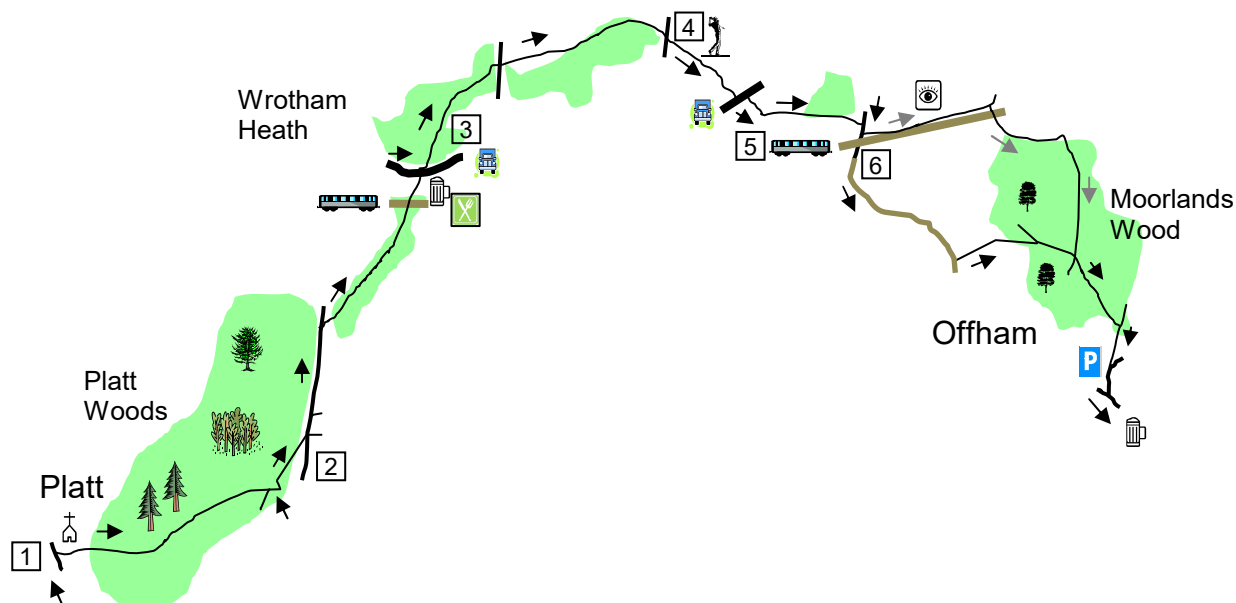 4
Wrotham
Heath
3
5
6
Moorlands
Wood
Offham
P
Platt
Woods
2
Platt
1